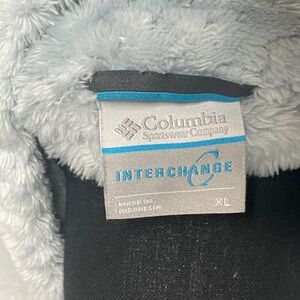 Columbia
Sportswear Company
INTERCHANGE
MADE IN
INDONESIA
XL